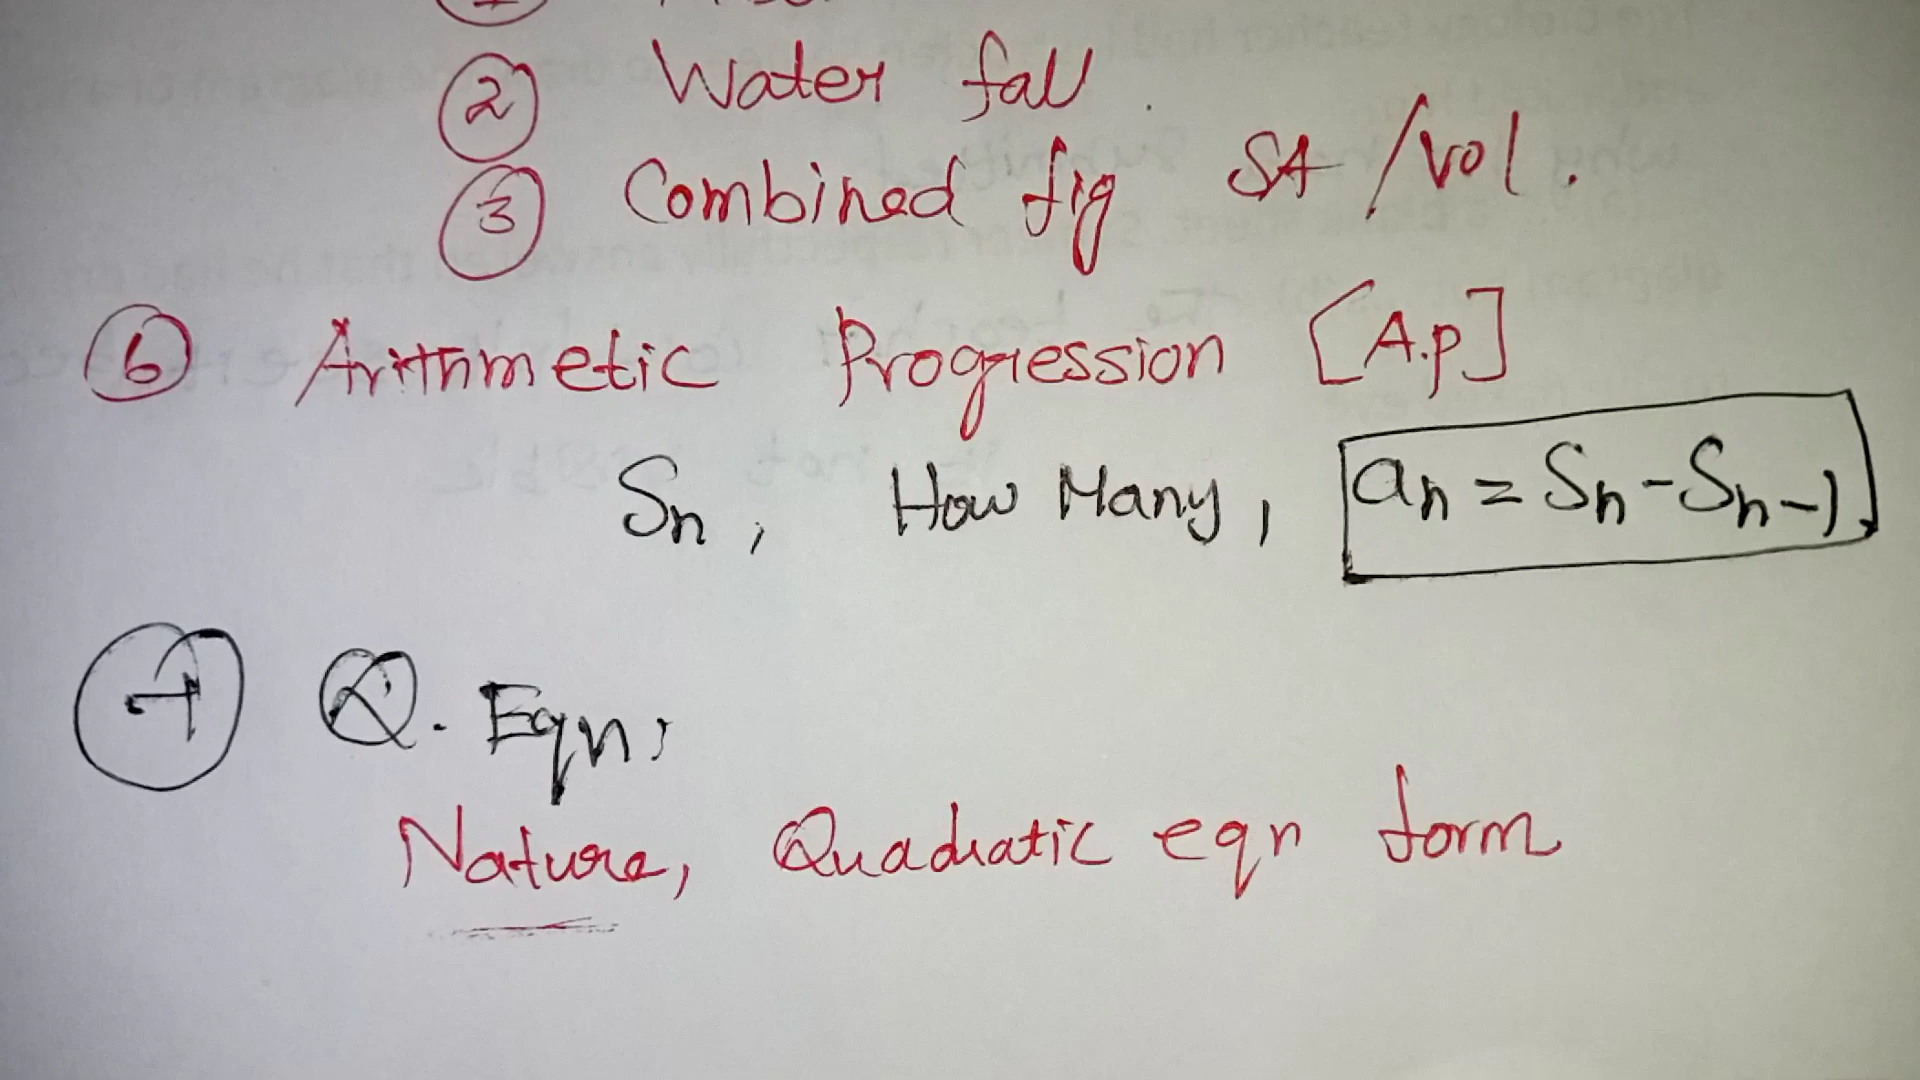 ② Water fall.
③ Combined fig SA/Vol.
⑥ Arithmetic Progression [A.P]
Sn, How Many, an = Sn - Sn-1.
⑦ Q. Eqn,
Nature, Quadratic eqn form